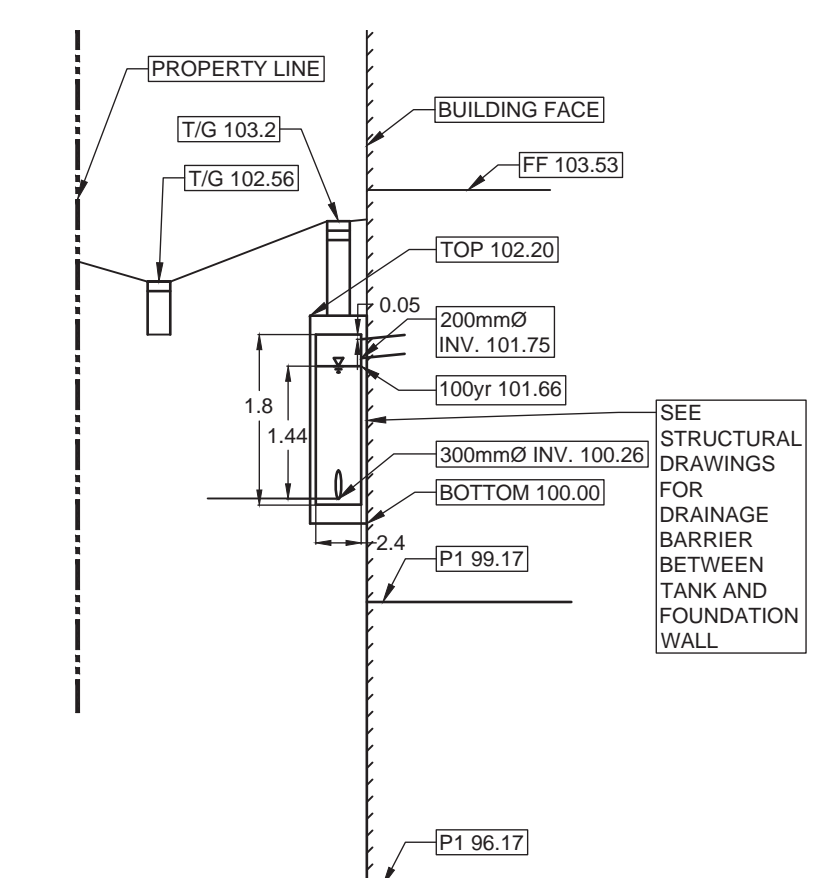 PROPERTY LINE
BUILDING FACE
T/G 103.2
FF 103.53
T/G 102.56
TOP 102.20
0.05
200mmØ
INV. 101.75
100yr 101.66
1.8
1.44
SEE
STRUCTURAL
DRAWINGS
FOR
DRAINAGE
BARRIER
BETWEEN
TANK AND
FOUNDATION
WALL
300mmØ INV. 100.26
BOTTOM 100.00
2.4
P1 99.17
P1 96.17